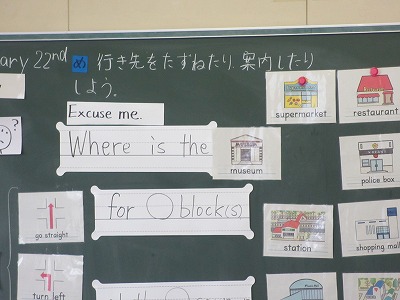 ary 22nd め 行き先をたずねたり、案内したり
しよう。
Excuse me.
?
Where is the
museum
supermarket
restaurant
police box
for ○ block(s)
go straight
station
shopping mall
turn left